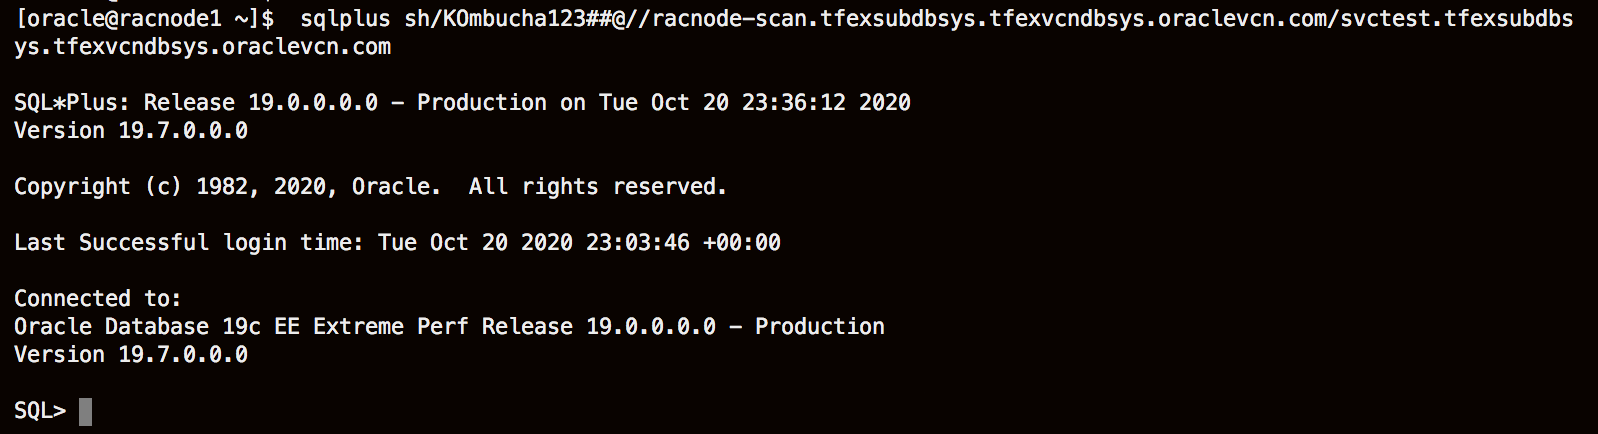 [oracle@racnode1 ~]$  sqlplus sh/K0mbucha123##@//racnode-scan.tfexsubdbsys.tfexvcndbsys.oraclevcn.com/svctest.tfexsubdbs
ys.tfexvcndbsys.oraclevcn.com
SQL*Plus: Release 19.0.0.0.0 - Production on Tue Oct 20 23:36:12 2020
Version 19.7.0.0.0
Copyright (c) 1982, 2020, Oracle.  All rights reserved.
Last Successful login time: Tue Oct 20 2020 23:03:46 +00:00
Connected to:
Oracle Database 19c EE Extreme Perf Release 19.0.0.0.0 - Production
Version 19.7.0.0.0
SQL>